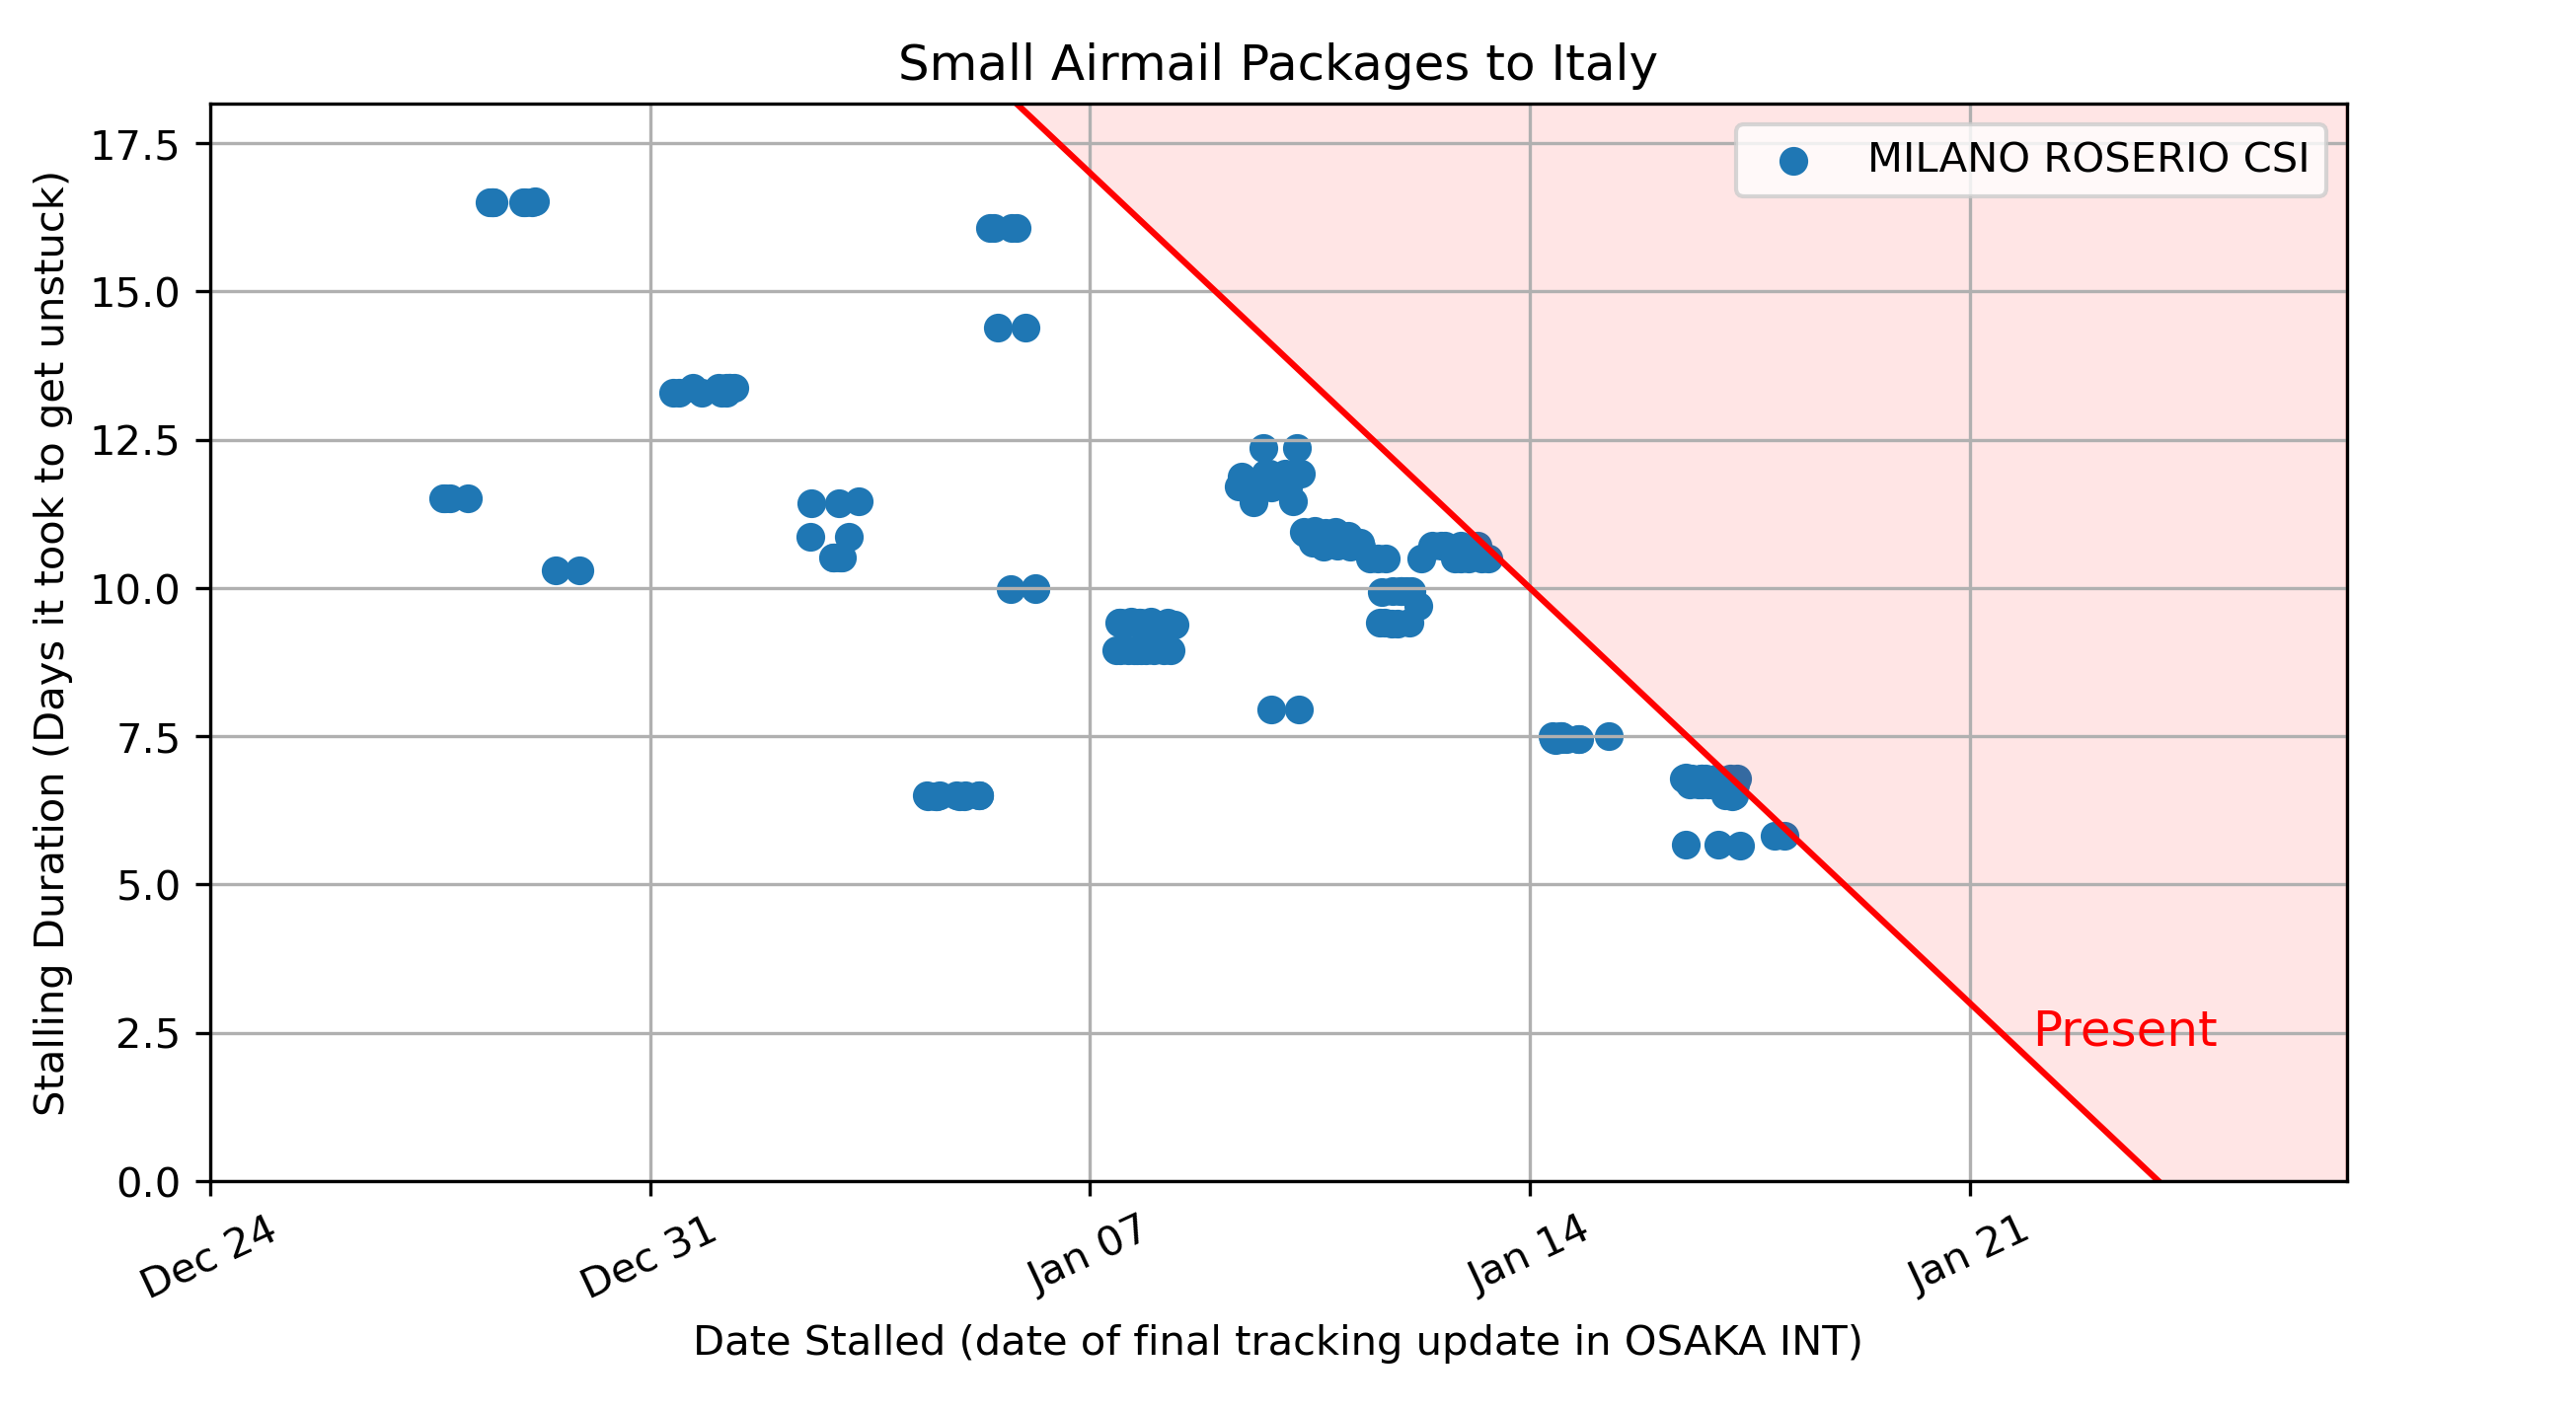 Small Airmail Packages to Italy
MILANO ROSERIO CSI
Stalling Duration (Days it took to get unstuck)
17.5
15.0
12.5
10.0
7.5
5.0
2.5
0.0
Present
Dec 24
Dec 31
Jan 07
Jan 14
Jan 21
Date Stalled (date of final tracking update in OSAKA INT)